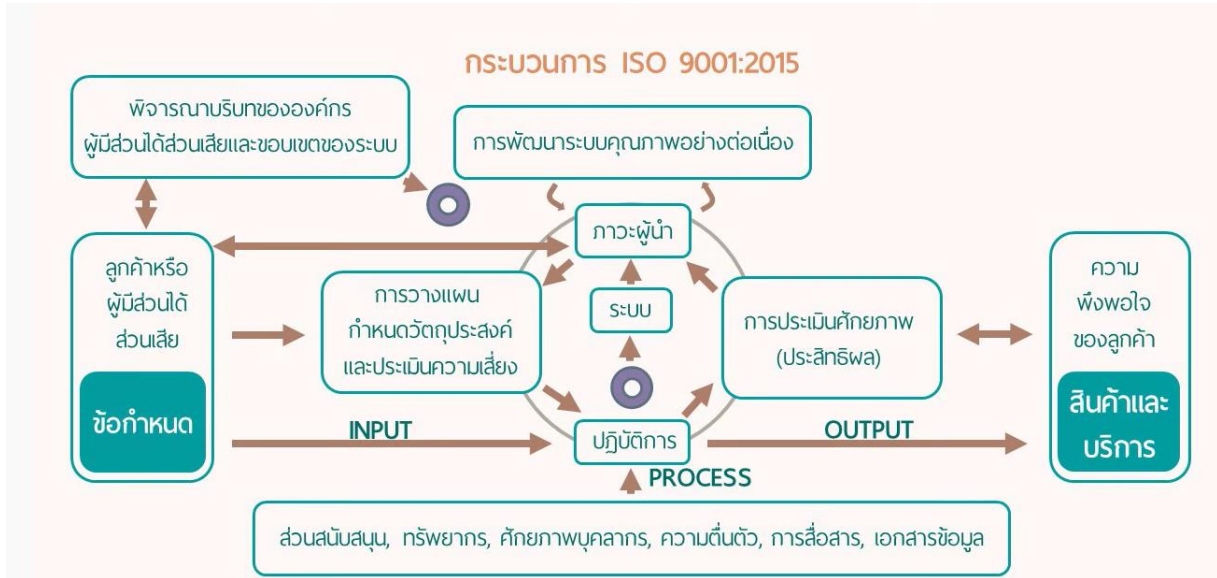 กระบวนการ ISO 9001:2015
พิจารณาบริบทขององค์กร
ผู้มีส่วนได้ส่วนเสียและขอบเขตของระบบ
การพัฒนาระบบคุณภาพอย่างต่อเนื่อง
ภาวะผู้นำ
ลูกค้าหรือ
ผู้มีส่วนได้
ส่วนเสีย
ข้อกำหนด
การวางแผน
กำหนดวัตถุประสงค์
และประเมินความเสี่ยง
ระบบ
การประเมินศักยภาพ
(ประสิทธิผล)
ความ
พึงพอใจ
ของลูกค้า
สินค้าและ
บริการ
INPUT
ปฏิบัติการ
OUTPUT
PROCESS
ส่วนสนับสนุน, ทรัพยากร, ศักยภาพบุคลากร, ความตื่นตัว, การสื่อสาร, เอกสารข้อมูล